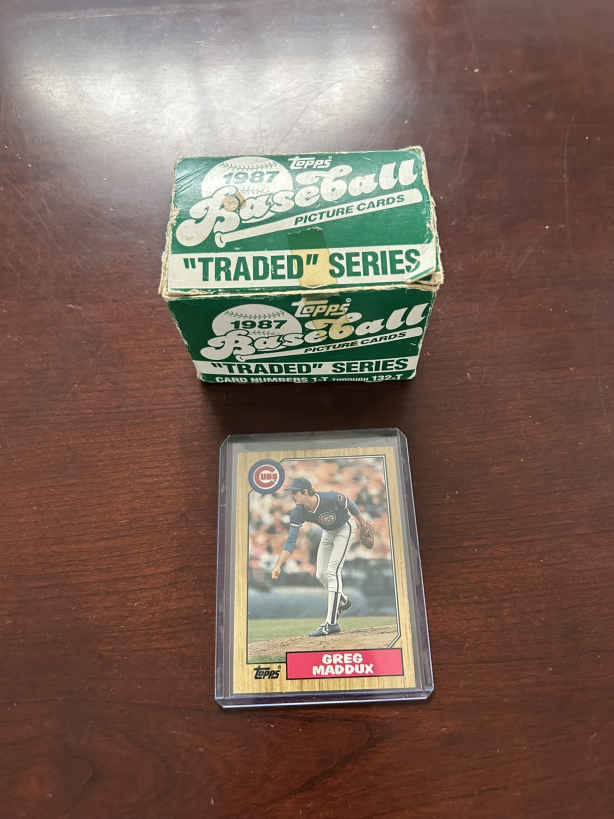 Topps®
1987
Baseball
PICTURE CARDS
"TRADED" SERIES
Topps®
1987
Baseball
PICTURE CARDS
"TRADED" SERIES
CARD NUMBERS 1-T THROUGH 132-T
CUBS
GREG
MADDUX
Topps